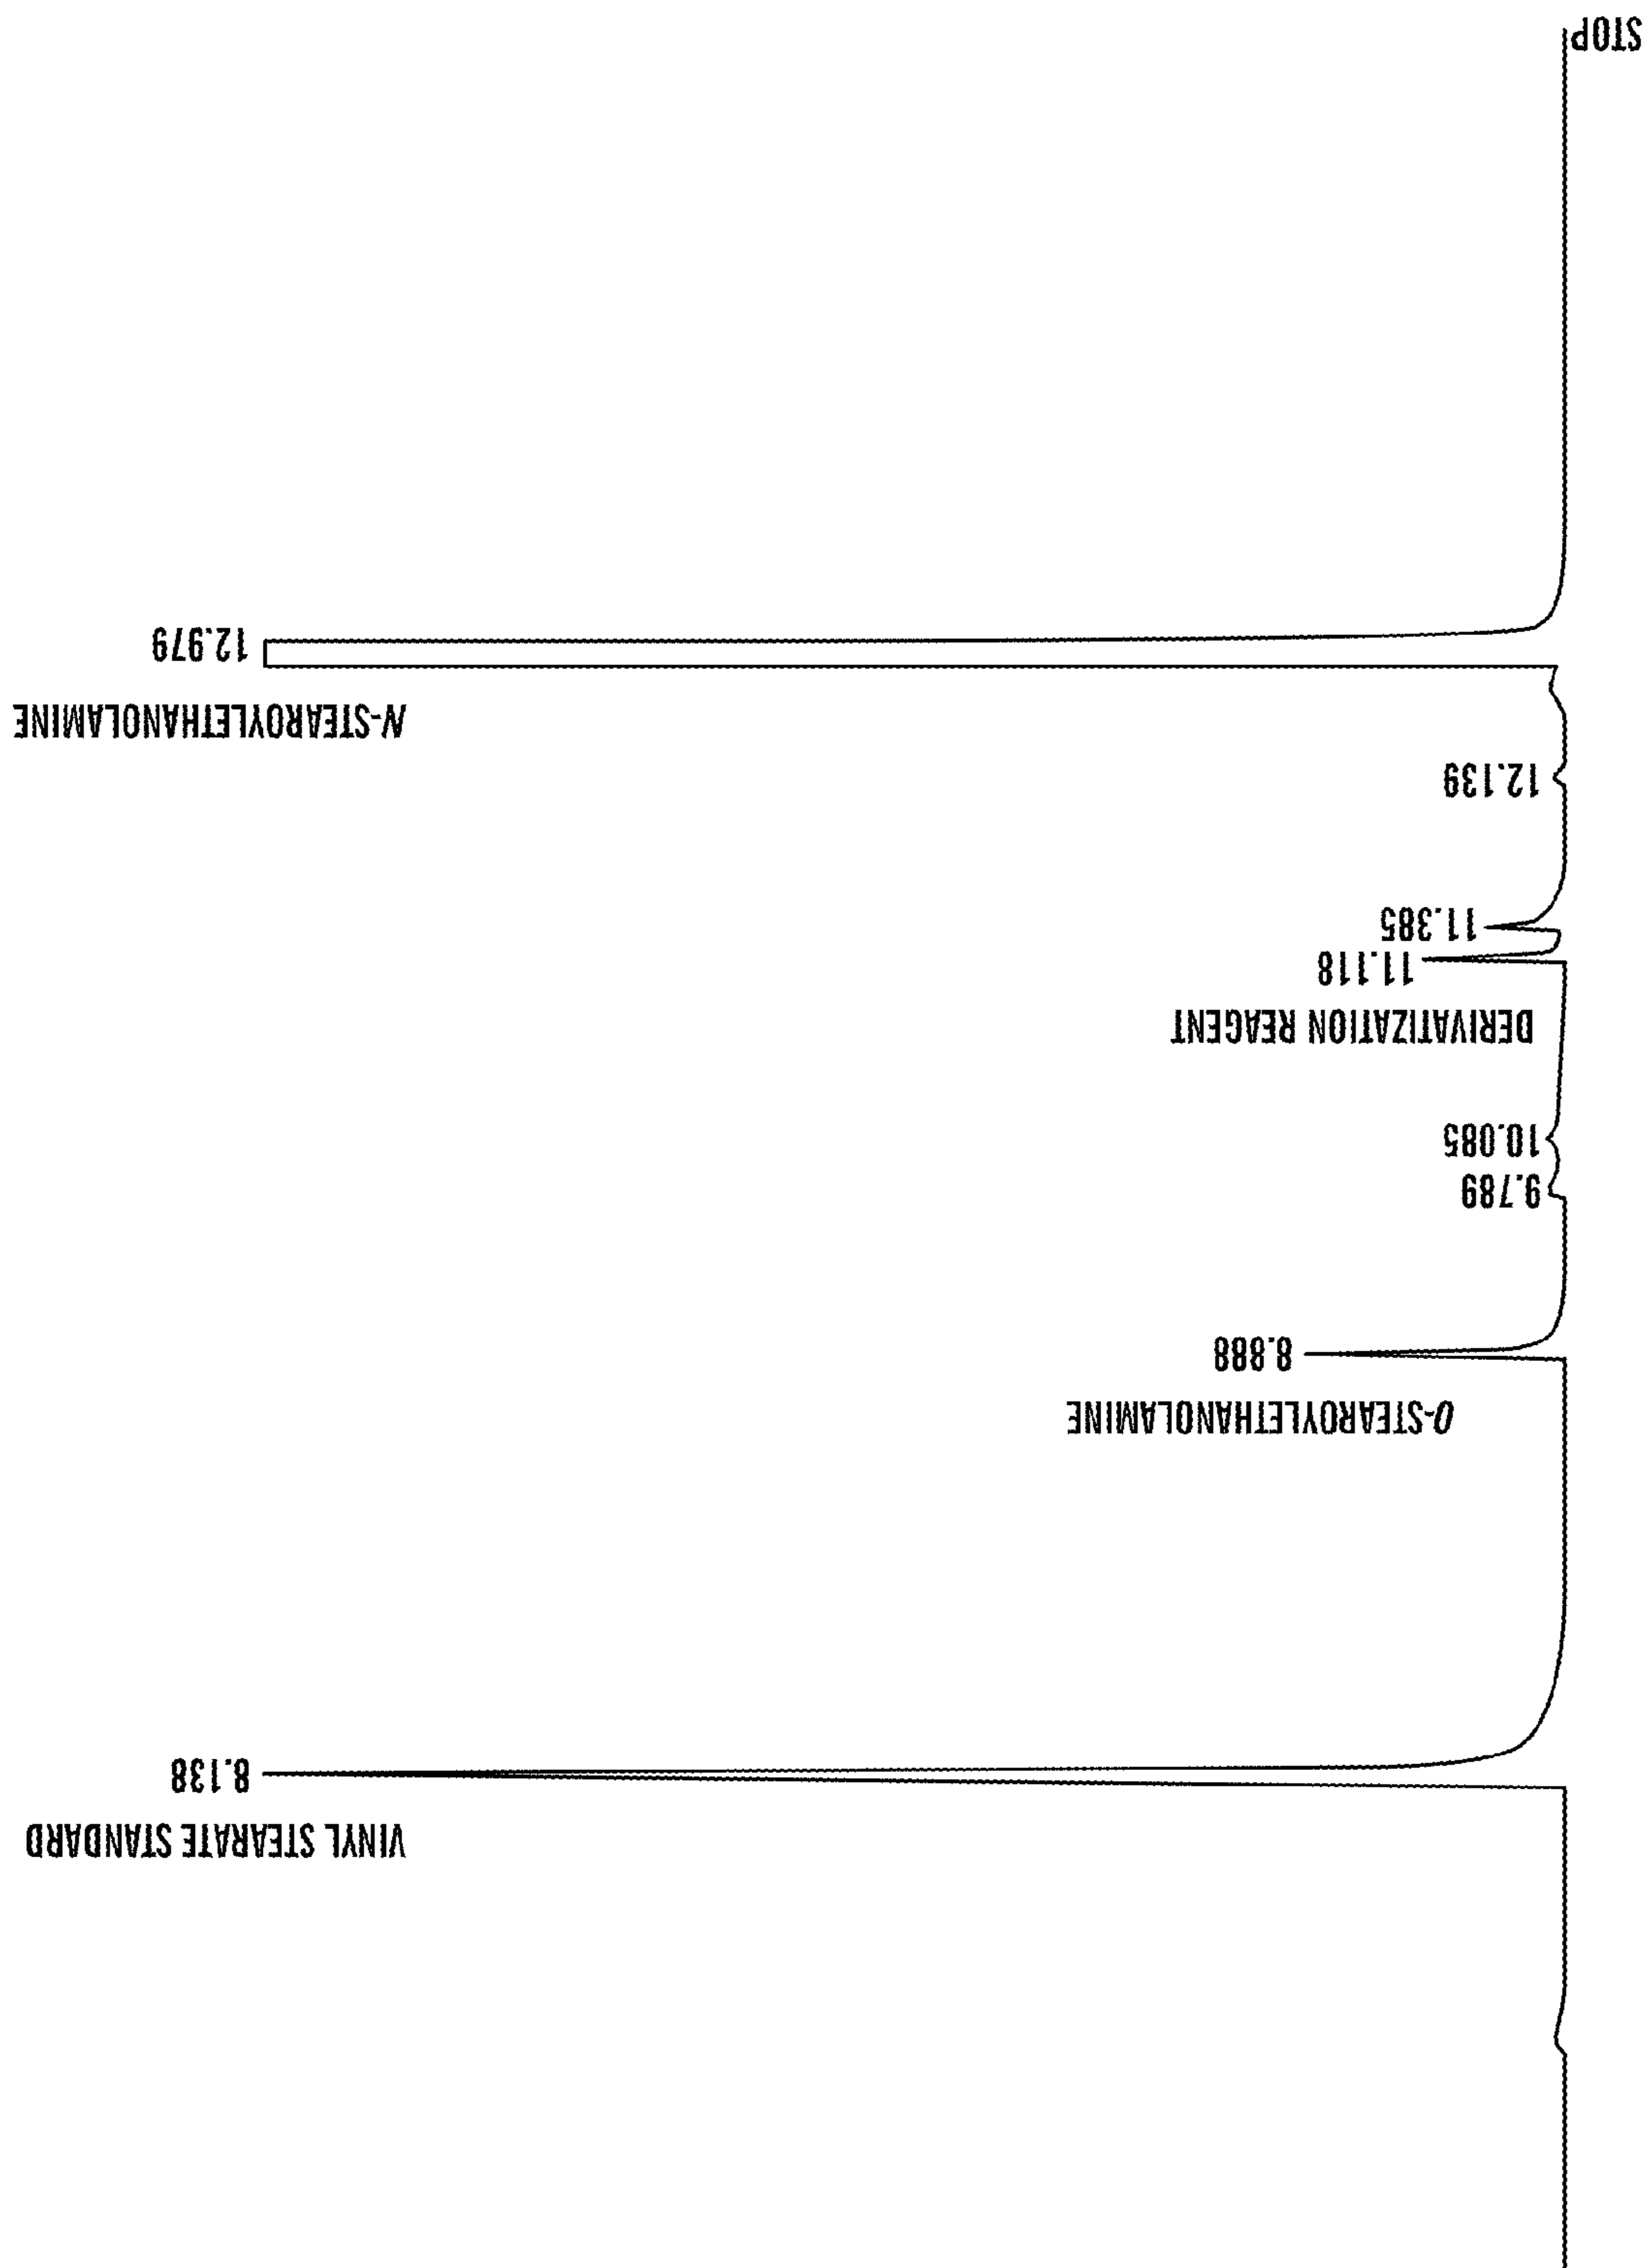 VINYL STEARATE STANDARD
8.138
O-STEAROYLETHANOLAMINE
8.888
9.789
10.085
DERIVATIZATION REAGENT
11.118
11.385
12.139
N-STEAROYLETHANOLAMINE
12.979
STOP